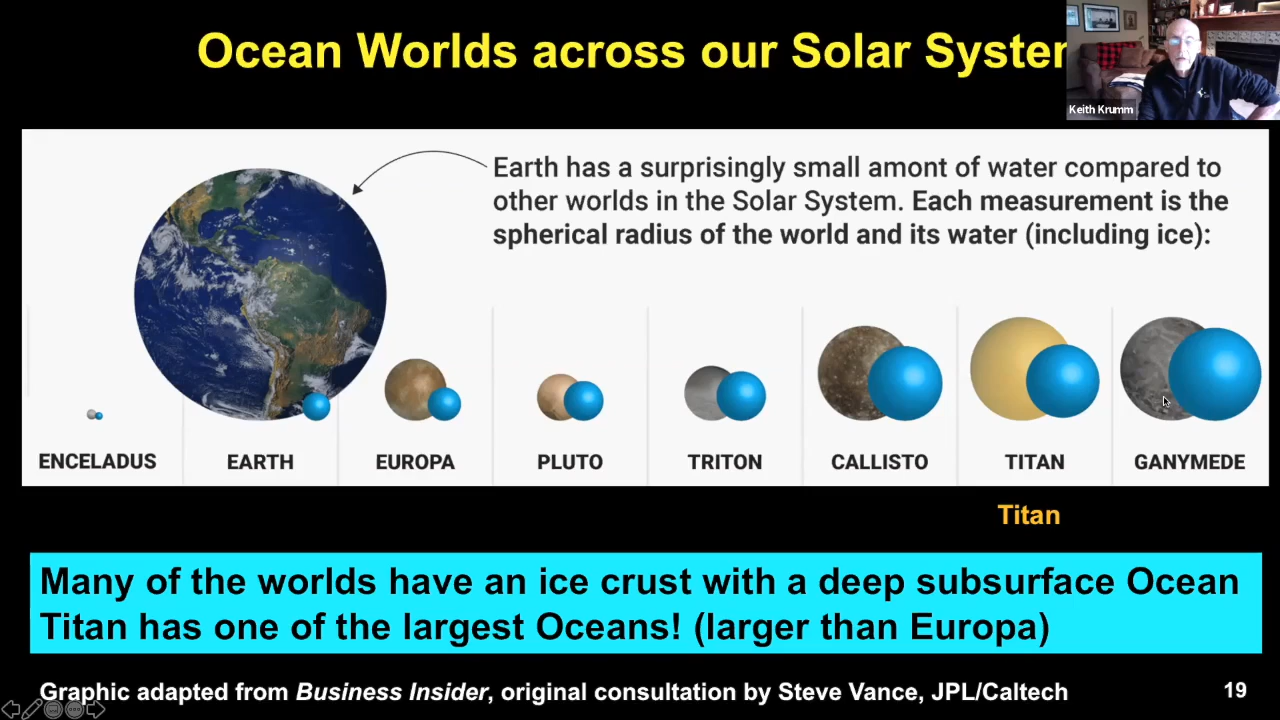 Ocean Worlds across our Solar System
Keith Krumm
Earth has a surprisingly small amont of water compared to
other worlds in the Solar System. Each measurement is the
spherical radius of the world and its water (including ice):
ENCELADUS EARTH EUROPA PLUTO TRITON CALLISTO TITAN GANYMEDE
Titan
Many of the worlds have an ice crust with a deep subsurface Ocean
Titan has one of the largest Oceans! (larger than Europa)
Graphic adapted from Business Insider, original consultation by Steve Vance, JPL/Caltech 19